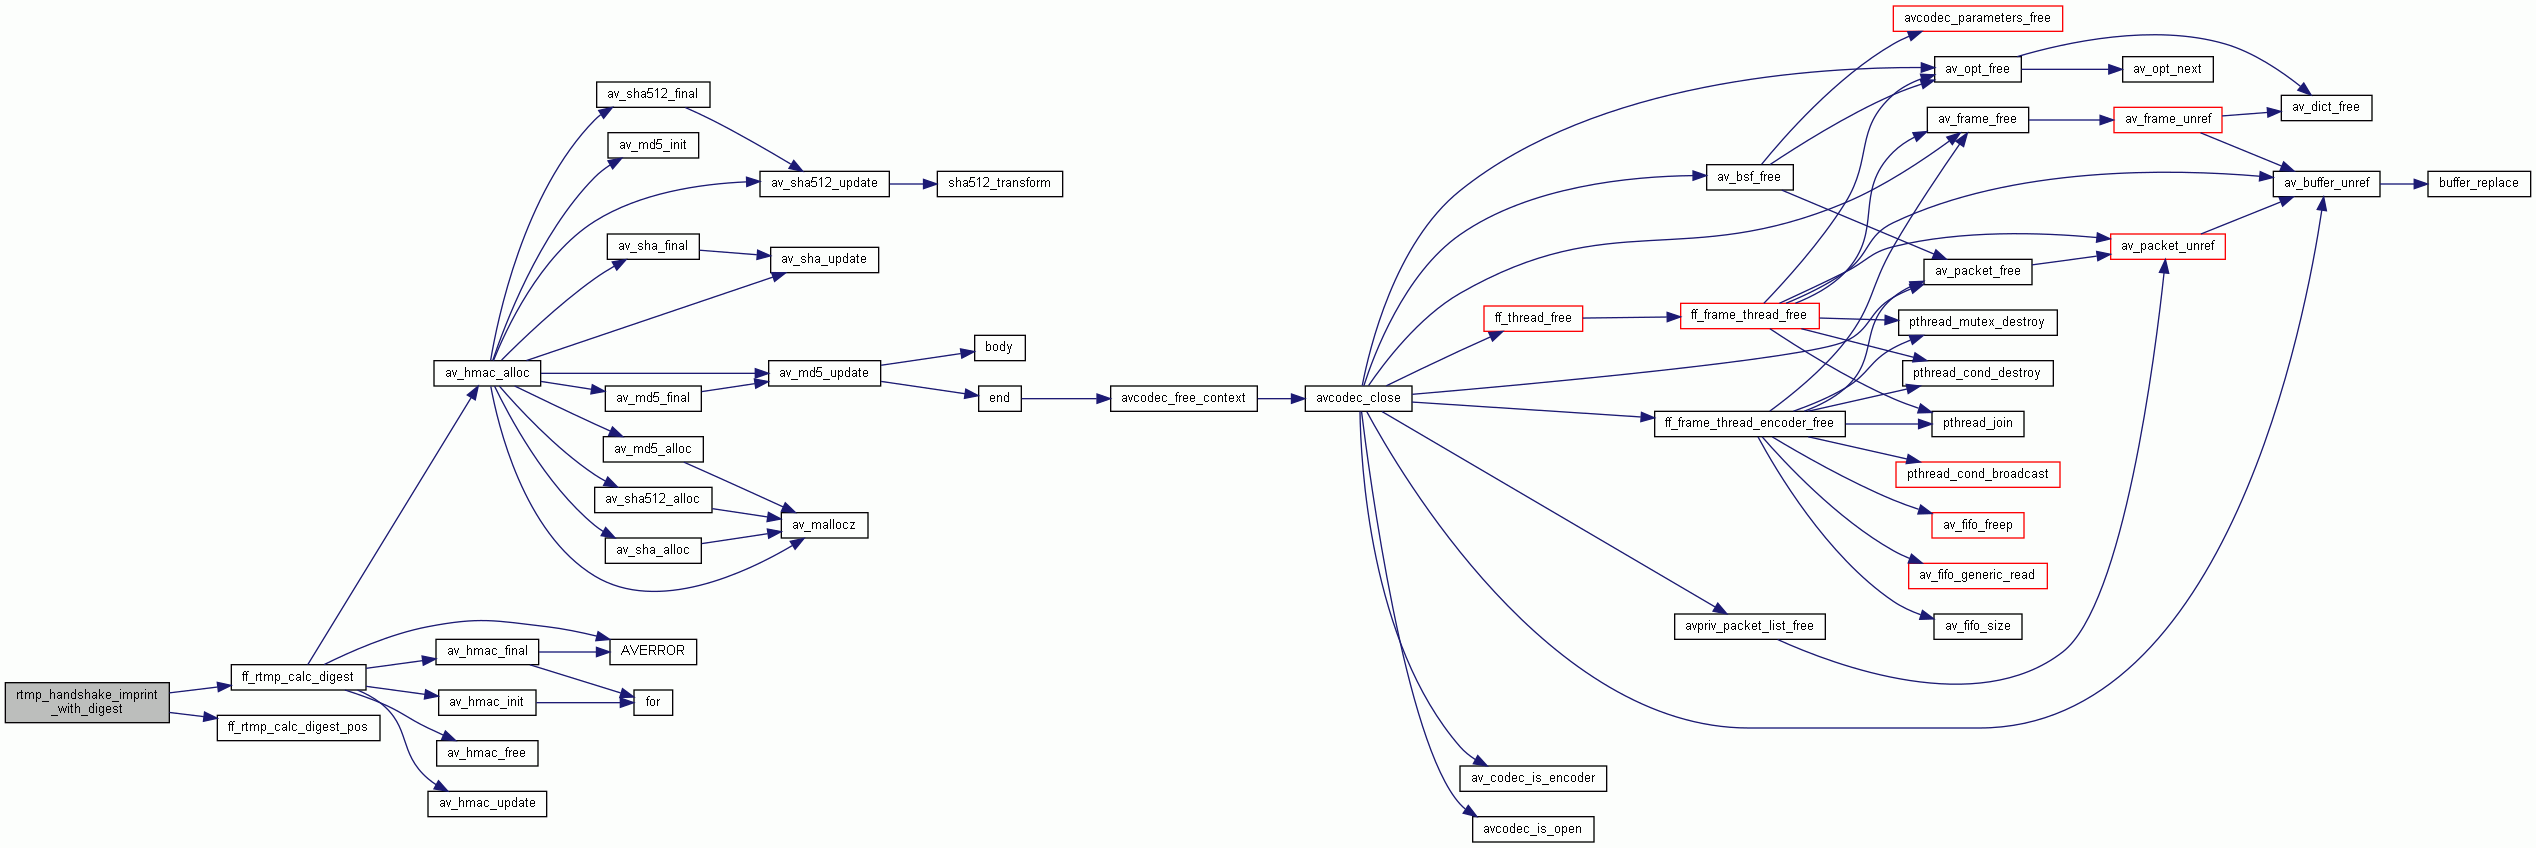 rtmp_handshake_imprint
_with_digest
ff_rtmp_calc_digest
ff_rtmp_calc_digest_pos
av_hmac_alloc
av_hmac_final
av_hmac_init
av_hmac_free
av_hmac_update
av_sha512_final
av_md5_init
av_sha_final
av_md5_final
av_md5_alloc
av_sha512_alloc
av_sha_alloc
AVERROR
for
av_sha512_update
av_sha_update
av_md5_update
av_mallocz
sha512_transform
body
end
avcodec_free_context
avcodec_close
ff_thread_free
av_codec_is_encoder
avcodec_is_open
av_bsf_free
ff_frame_thread_free
ff_frame_thread_encoder_free
avpriv_packet_list_free
avcodec_parameters_free
av_opt_free
av_frame_free
av_packet_free
pthread_mutex_destroy
pthread_cond_destroy
pthread_join
pthread_cond_broadcast
av_fifo_freep
av_fifo_generic_read
av_fifo_size
av_opt_next
av_frame_unref
av_packet_unref
av_dict_free
av_buffer_unref
buffer_replace